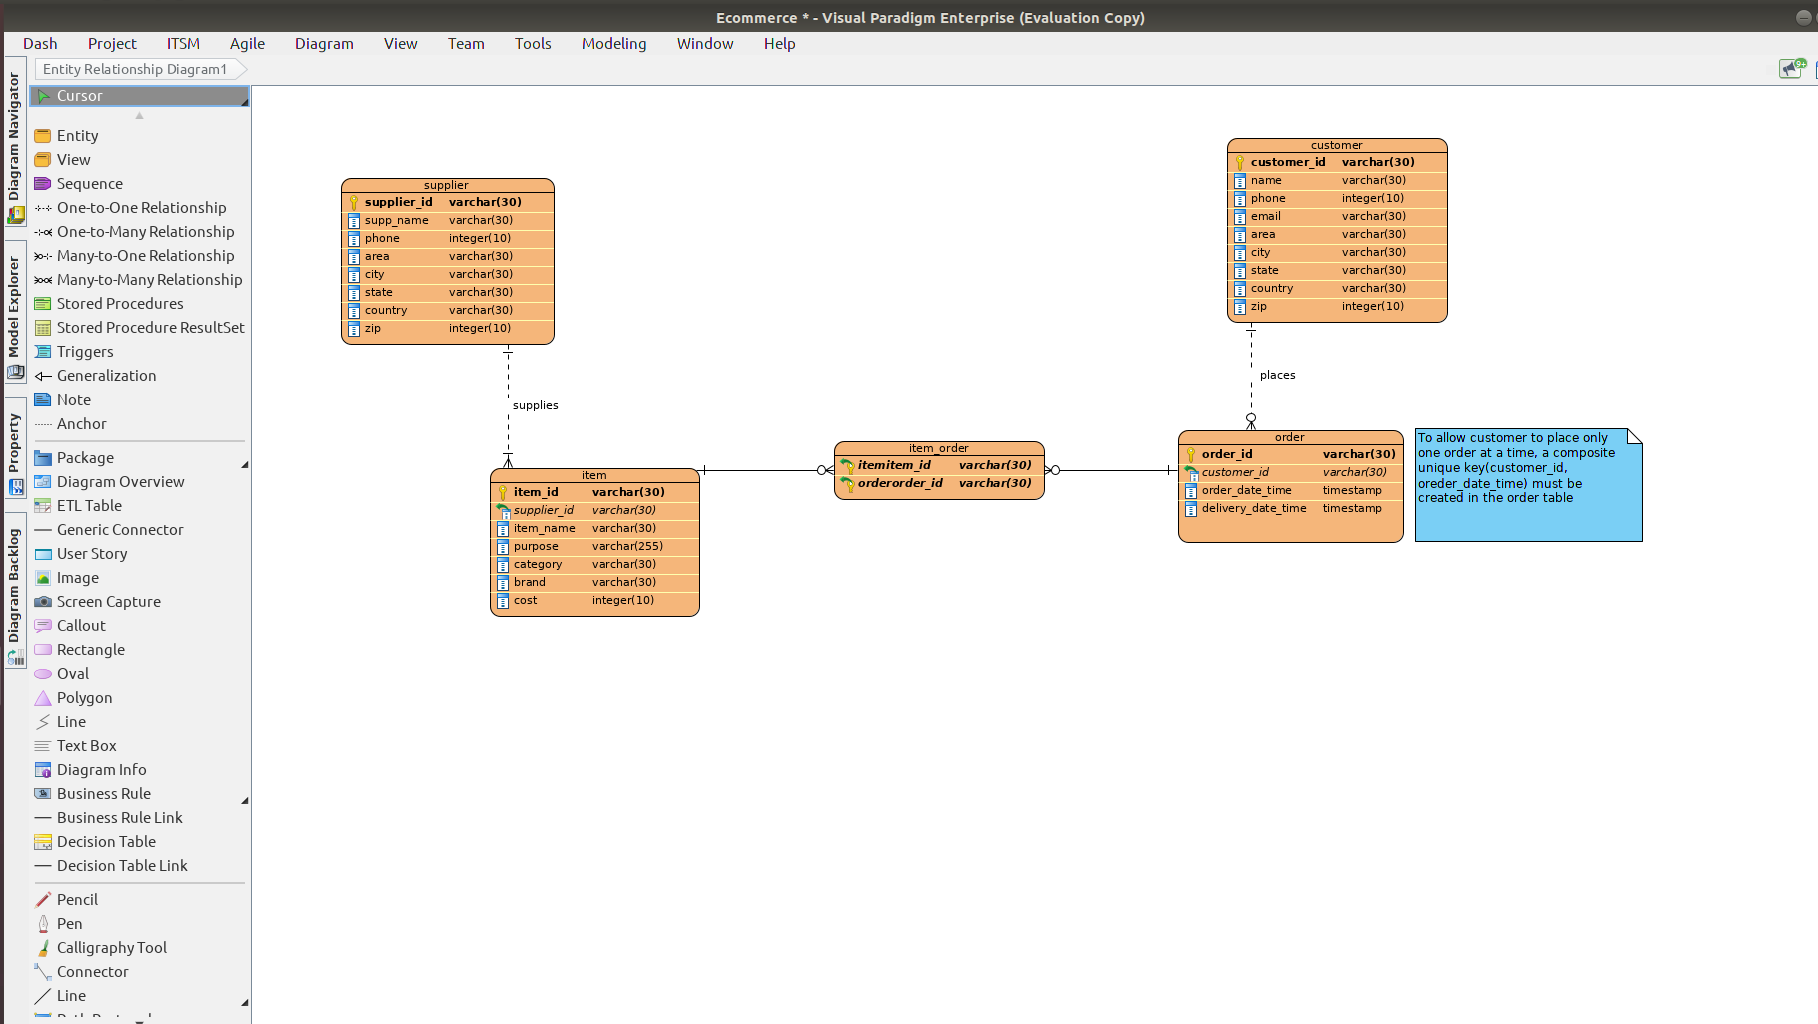 Ecommerce * - Visual Paradigm Enterprise (Evaluation Copy)
Dash Project ITSM Agile Diagram View Team Tools Modeling Window Help
Entity Relationship Diagram1
9+
Diagram Navigator
Model Explorer
Property
Diagram Backlog
Cursor
Entity
View
Sequence
One-to-One Relationship
One-to-Many Relationship
Many-to-One Relationship
Many-to-Many Relationship
Stored Procedures
Stored Procedure ResultSet
Triggers
Generalization
Note
Anchor
Package
Diagram Overview
ETL Table
Generic Connector
User Story
Image
Screen Capture
Callout
Rectangle
Oval
Polygon
Line
Text Box
Diagram Info
Business Rule
Business Rule Link
Decision Table
Decision Table Link
Pencil
Pen
Calligraphy Tool
Connector
Line
supplier
supplier_id varchar(30)
supp_name varchar(30)
phone integer(10)
area varchar(30)
city varchar(30)
state varchar(30)
country varchar(30)
zip integer(10)
supplies
item
item_id varchar(30)
supplier_id varchar(30)
item_name varchar(30)
purpose varchar(255)
category varchar(30)
brand varchar(30)
cost integer(10)
item_order
itemitem_id varchar(30)
orderorder_id varchar(30)
customer
customer_id varchar(30)
name varchar(30)
phone integer(10)
email varchar(30)
area varchar(30)
city varchar(30)
state varchar(30)
country varchar(30)
zip integer(10)
places
order
order_id varchar(30)
customer_id varchar(30)
order_date_time timestamp
delivery_date_time timestamp
To allow customer to place only
one order at a time, a composite
unique key(customer_id,
oreder_date_time) must be
created in the order table